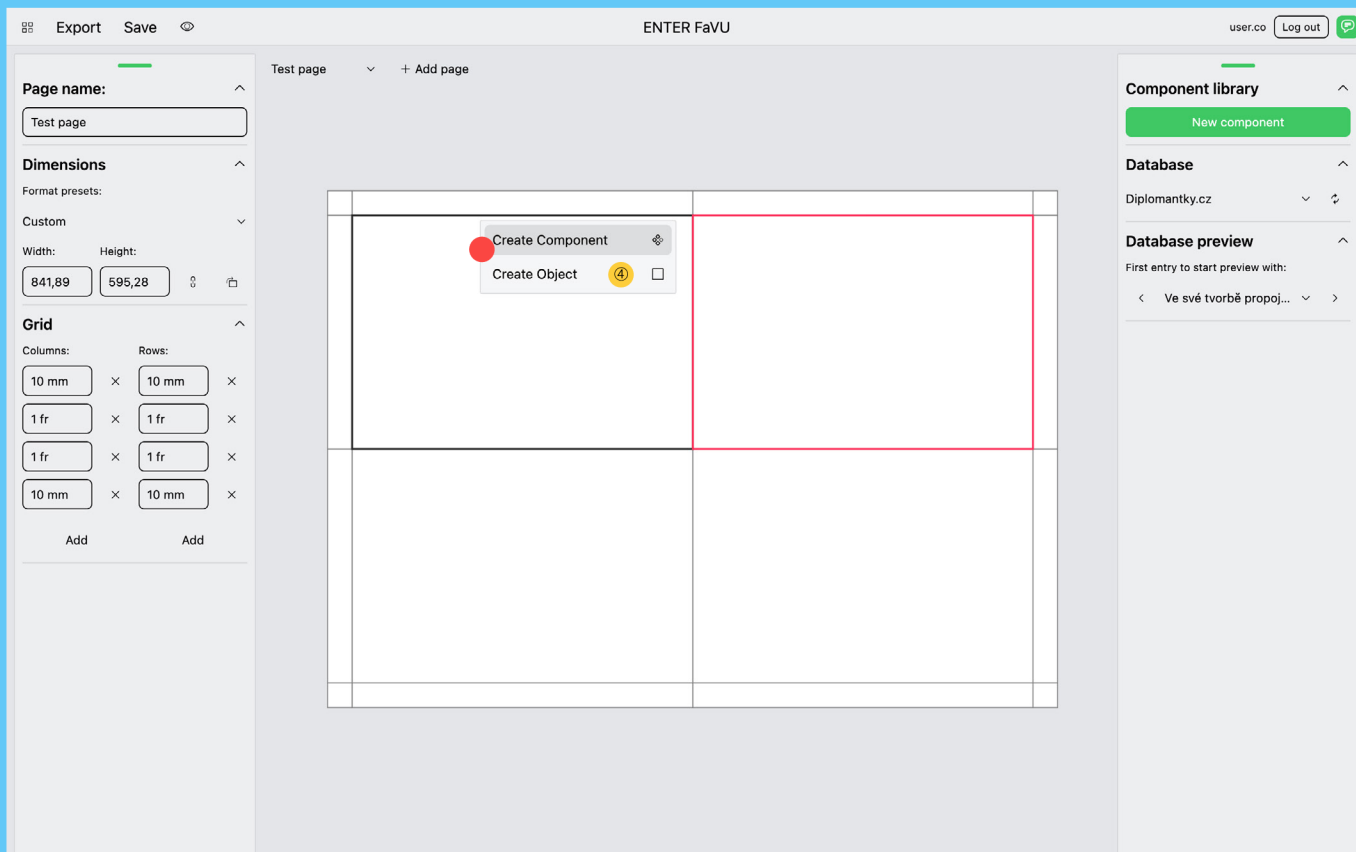 Export Save ENTER FaVU user.co Log out
Test page + Add page
Page name:
Test page
Dimensions
Format presets:
Custom
Width: Height:
841,89 595,28
Grid
Columns: Rows:
10 mm × 10 mm ×
1 fr × 1 fr ×
1 fr × 1 fr ×
10 mm × 10 mm ×
Add Add
Create Component
Create Object ④
Component library
New component
Database
Diplomantky.cz
Database preview
First entry to start preview with:
Ve své tvorbě propoj...